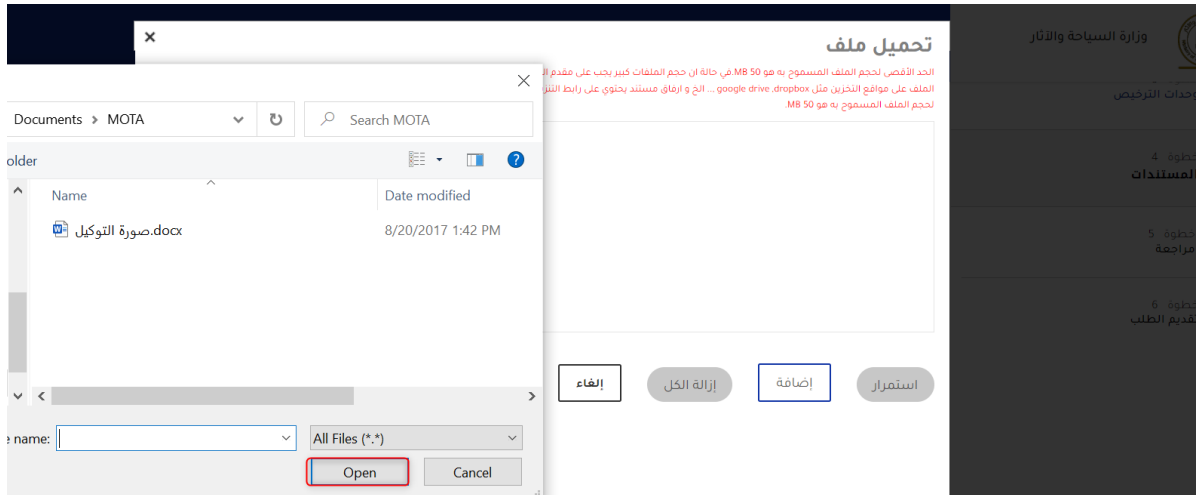 وزارة السياحة والآثار
تحميل ملف
الحد الأقصى لحجم الملف المسموح به هو 50 MB.في حالة ان حجم الملفات كبير يجب على مقدم
الملف على مواقع التخزين مثل google drive ,dropbox ... الخ و ارفاق مستند يحتوي على رابط
لحجم الملف المسموح به هو 50 MB.
وحدات الترخيص
خطوة 4
المستندات
خطوة 5
مراجعة
خطوة 6
تقديم الطلب
Documents > MOTA
Search MOTA
older
Name
Date modified
صورة التوكيل.docx
8/20/2017 1:42 PM
استمرار
إضافة
إزالة الكل
إلغاء
e name:
All Files (*.*)
Open
Cancel